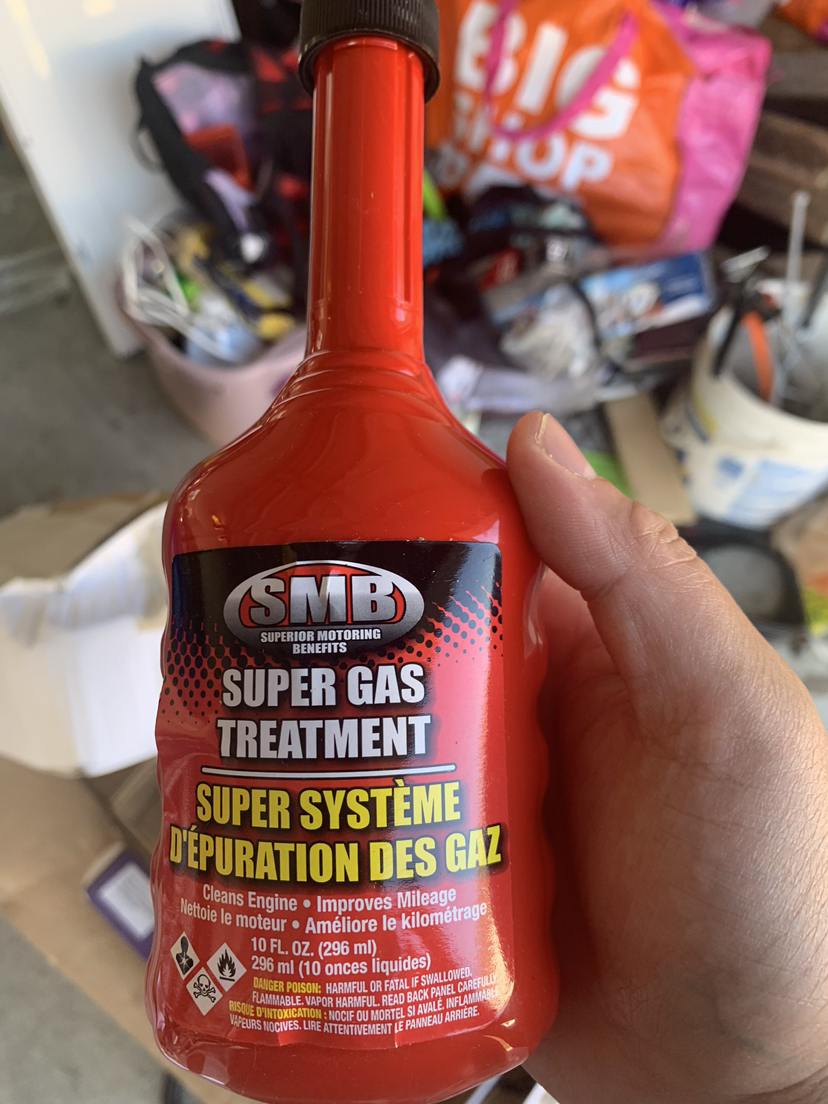 BIG
SHOP
SMB
SUPERIOR MOTORING
BENEFITS
SUPER GAS
TREATMENT
SUPER SYSTÈME
D'ÉPURATION DES GAZ
Cleans Engine • Improves Mileage
Nettoie le moteur • Améliore le kilométrage
10 FL. OZ. (296 ml)
296 ml (10 onces liquides)
DANGER POISON: HARMFUL OR FATAL IF SWALLOWED.
FLAMMABLE. VAPOR HARMFUL. READ BACK PANEL CAREFULLY.
RISQUE D'INTOXICATION : NOCIF OU MORTEL SI AVALÉ. INFLAMMABLE.
VAPEURS NOCIVES. LIRE ATTENTIVEMENT LE PANNEAU ARRIÈRE.